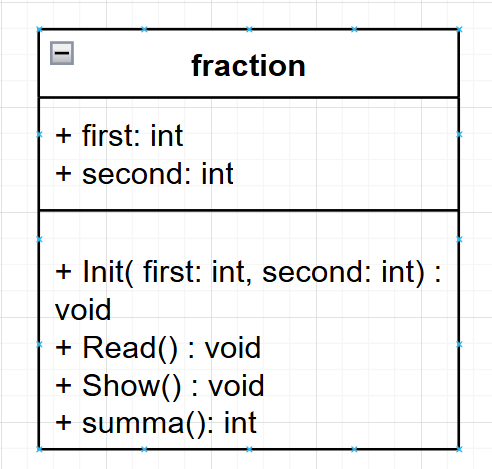 fraction
+ first: int
+ second: int
+ Init( first: int, second: int) :
void
+ Read() : void
+ Show() : void
+ summa(): int